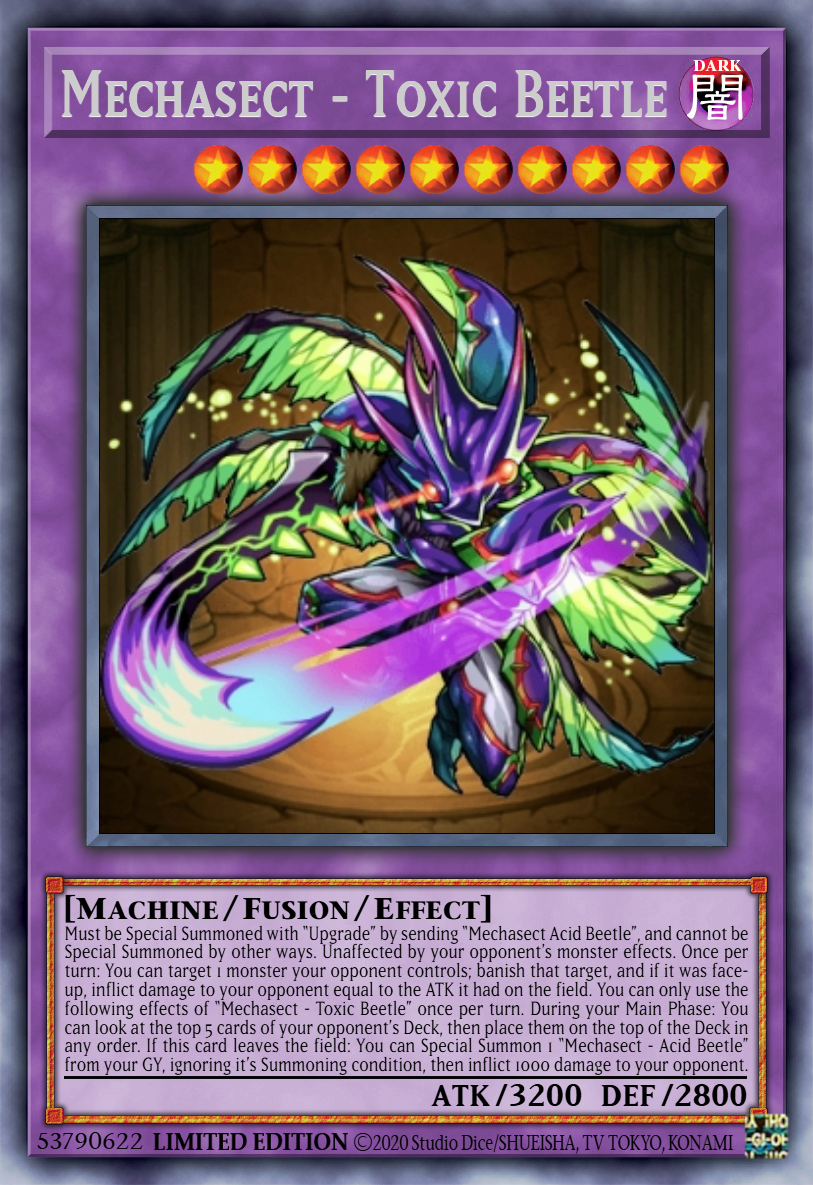 Mechasect - Toxic Beetle
DARK
闇
[Machine/Fusion/Effect]
Must be Special Summoned with "Upgrade" by sending "Mechasect Acid Beetle", and cannot be
Special Summoned by other ways. Unaffected by your opponent's monster effects. Once per
turn: You can target 1 monster your opponent controls; banish that target, and if it was face-
up, inflict damage to your opponent equal to the ATK it had on the field. You can only use the
following effects of "Mechasect - Toxic Beetle" once per turn. During your Main Phase: You
can look at the top 5 cards of your opponent's Deck, then place them on the top of the Deck in
any order. If this card leaves the field: You can Special Summon 1 "Mechasect - Acid Beetle"
from your GY, ignoring it's Summoning condition, then inflict 1000 damage to your opponent.
ATK/3200 DEF/2800
53790622 LIMITED EDITION ©2020 Studio Dice/SHUEISHA, TV TOKYO, KONAMI